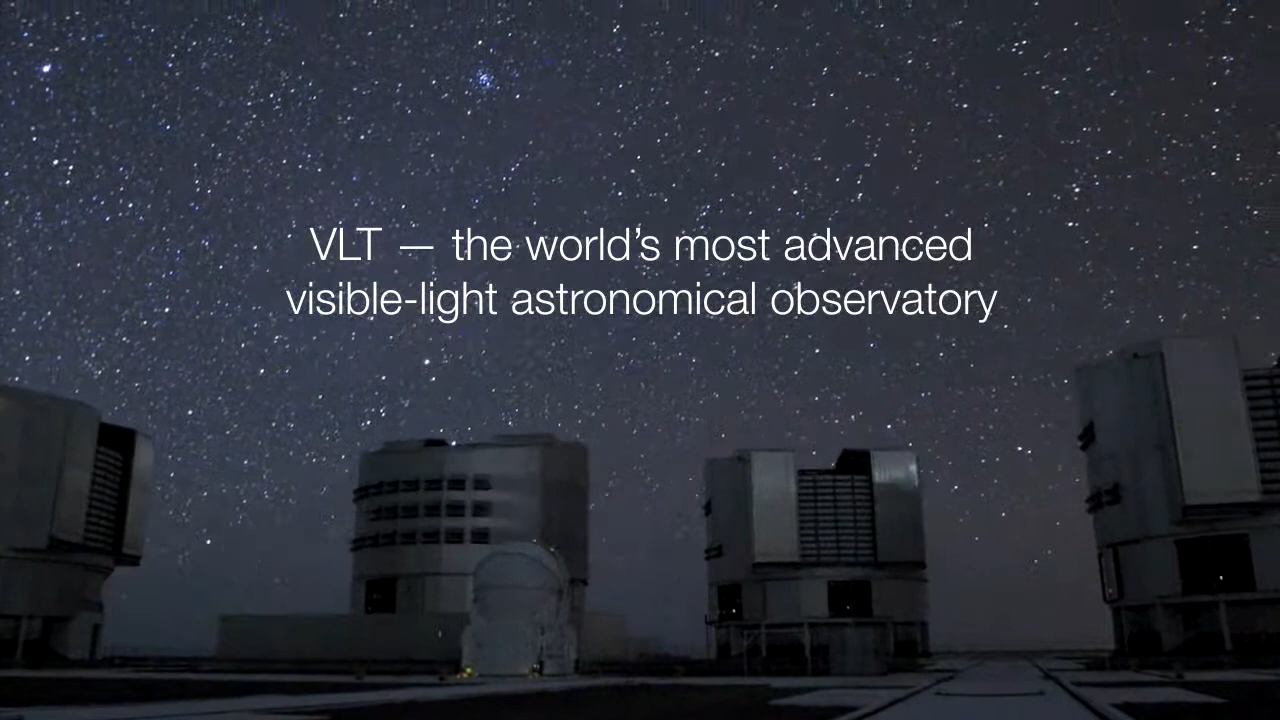 VLT — the world’s most advanced
visible-light astronomical observatory